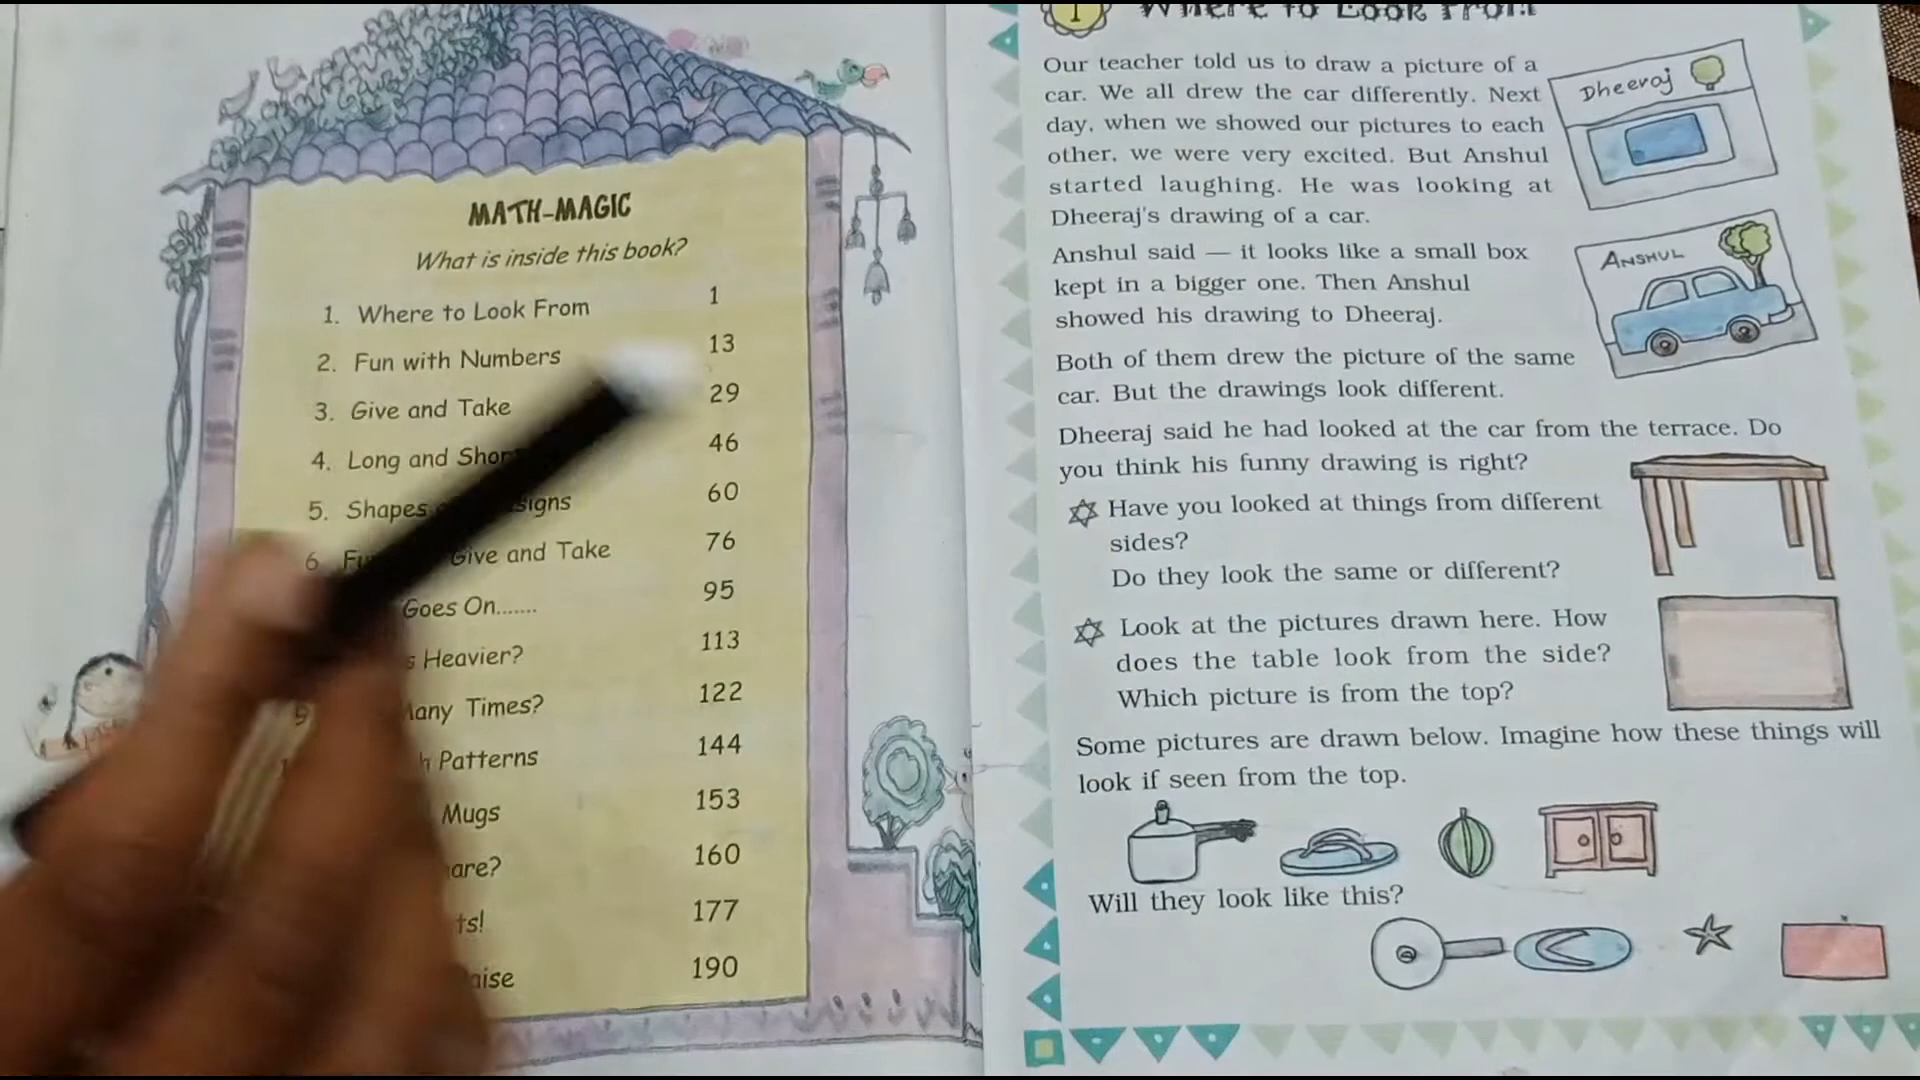 MATH-MAGIC
What is inside this book?
1. Where to Look From 1
2. Fun with Numbers 13
3. Give and Take 29
4. Long and 46
5. Shapes 60
6 Give and Take 76
Goes On....... 95
Heavier? 113
9 Times? 122
Patterns 144
Mugs 153
160
177
190
1 Where to Look From
Our teacher told us to draw a picture of a
car. We all drew the car differently. Next
day, when we showed our pictures to each
other, we were very excited. But Anshul
started laughing. He was looking at
Dheeraj's drawing of a car.
Dheeraj
Anshul said — it looks like a small box
kept in a bigger one. Then Anshul
showed his drawing to Dheeraj.
ANSHUL
Both of them drew the picture of the same
car. But the drawings look different.
Dheeraj said he had looked at the car from the terrace. Do
you think his funny drawing is right?
Have you looked at things from different
sides?
Do they look the same or different?
Look at the pictures drawn here. How
does the table look from the side?
Which picture is from the top?
Some pictures are drawn below. Imagine how these things will
look if seen from the top.
Will they look like this?